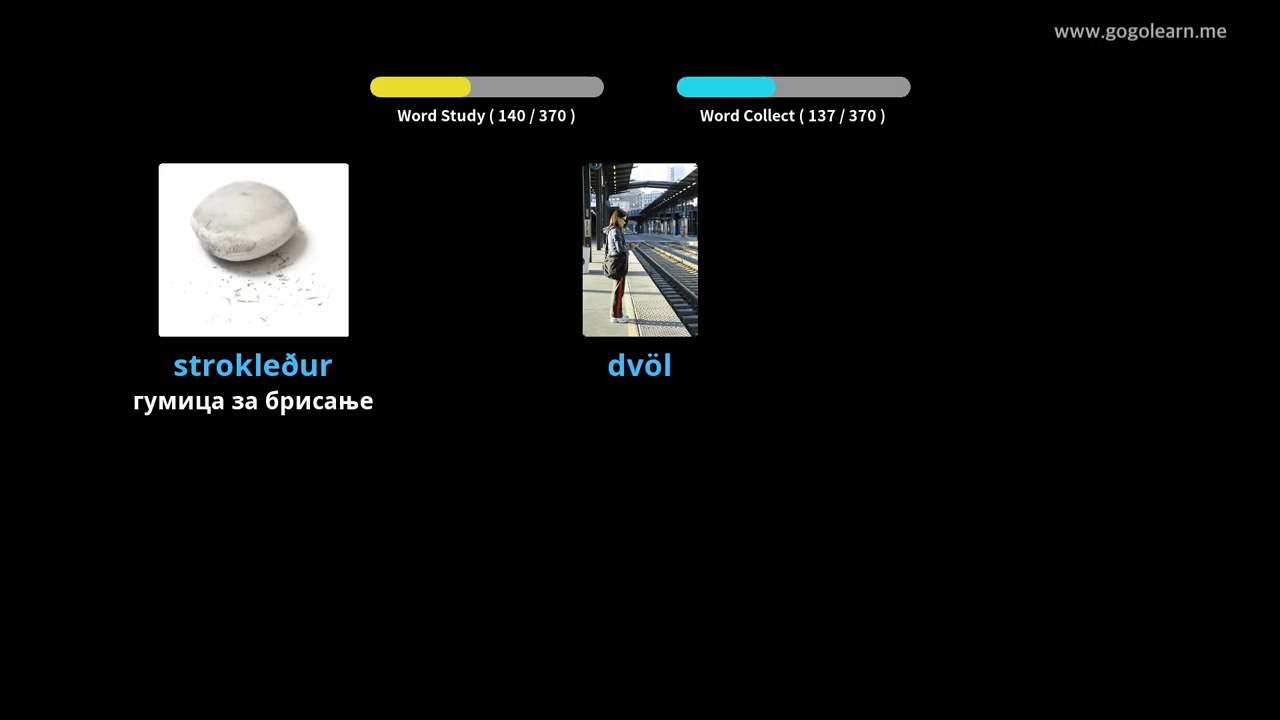 www.gogolearn.me
Word Study ( 140 / 370 )
Word Collect ( 137 / 370 )
strokleður
гумица за брисање
dvöl